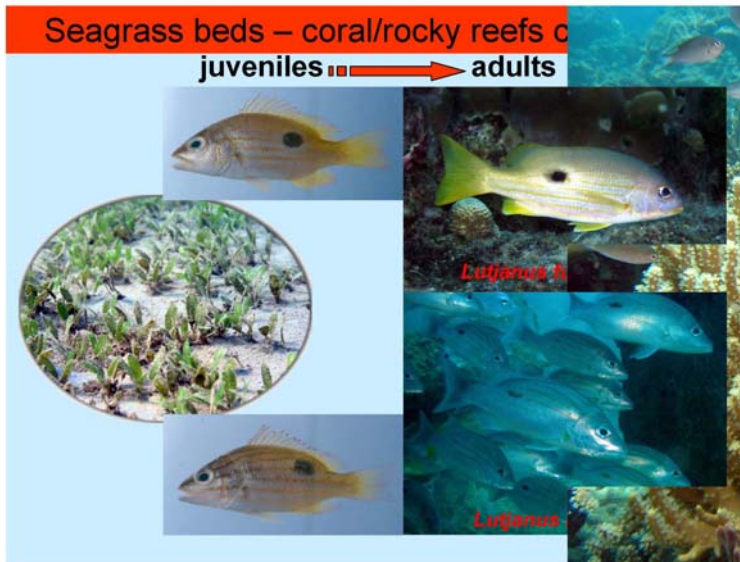 Seagrass beds – coral/rocky reefs
juveniles adults
Lutjanus
Lutjanus